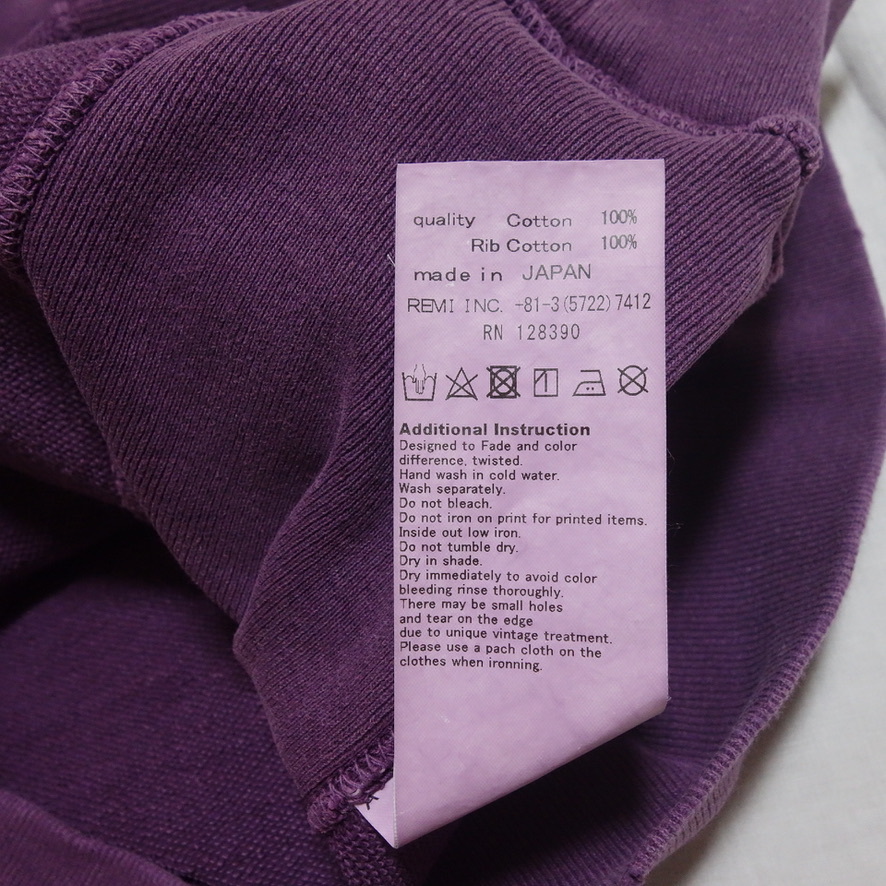 quality Cotton 100%
Rib Cotton 100%
made in JAPAN
REMI INC. +81-3(5722)7412
RN 128390
Additional Instruction
Designed to Fade and color
difference, twisted.
Hand wash in cold water.
Wash separately.
Do not bleach.
Do not iron on print for printed items.
Inside out low iron.
Do not tumble dry.
Dry in shade.
Dry immediately to avoid color
bleeding rinse thoroughly.
There may be small holes
and tear on the edge
due to unique vintage treatment.
Please use a pach cloth on the
clothes when ironning.